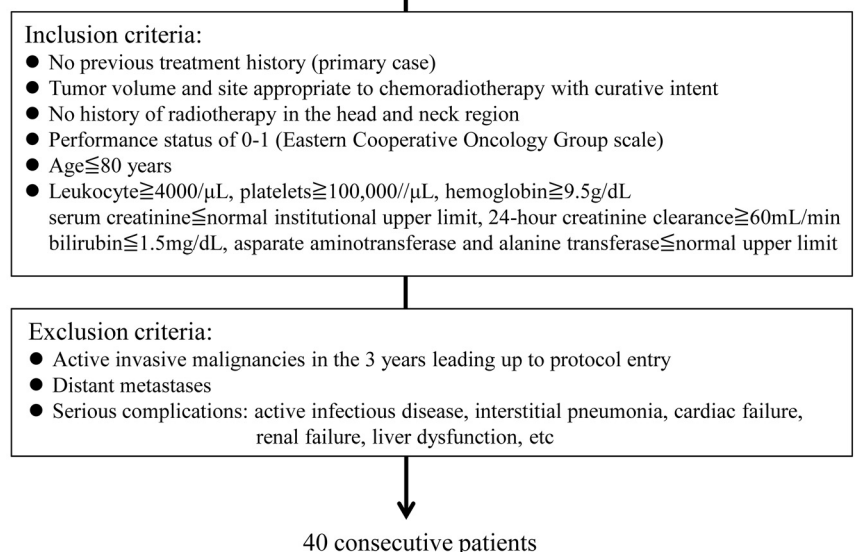 Inclusion criteria:
● No previous treatment history (primary case)
● Tumor volume and site appropriate to chemoradiotherapy with curative intent
● No history of radiotherapy in the head and neck region
● Performance status of 0-1 (Eastern Cooperative Oncology Group scale)
● Age≦80 years
● Leukocyte≧4000/μL, platelets≧100,000//μL, hemoglobin≧9.5g/dL
serum creatinine≦normal institutional upper limit, 24-hour creatinine clearance≧60mL/min
bilirubin≦1.5mg/dL, asparate aminotransferase and alanine transferase≦normal upper limit
Exclusion criteria:
● Active invasive malignancies in the 3 years leading up to protocol entry
● Distant metastases
● Serious complications: active infectious disease, interstitial pneumonia, cardiac failure,
renal failure, liver dysfunction, etc
40 consecutive patients